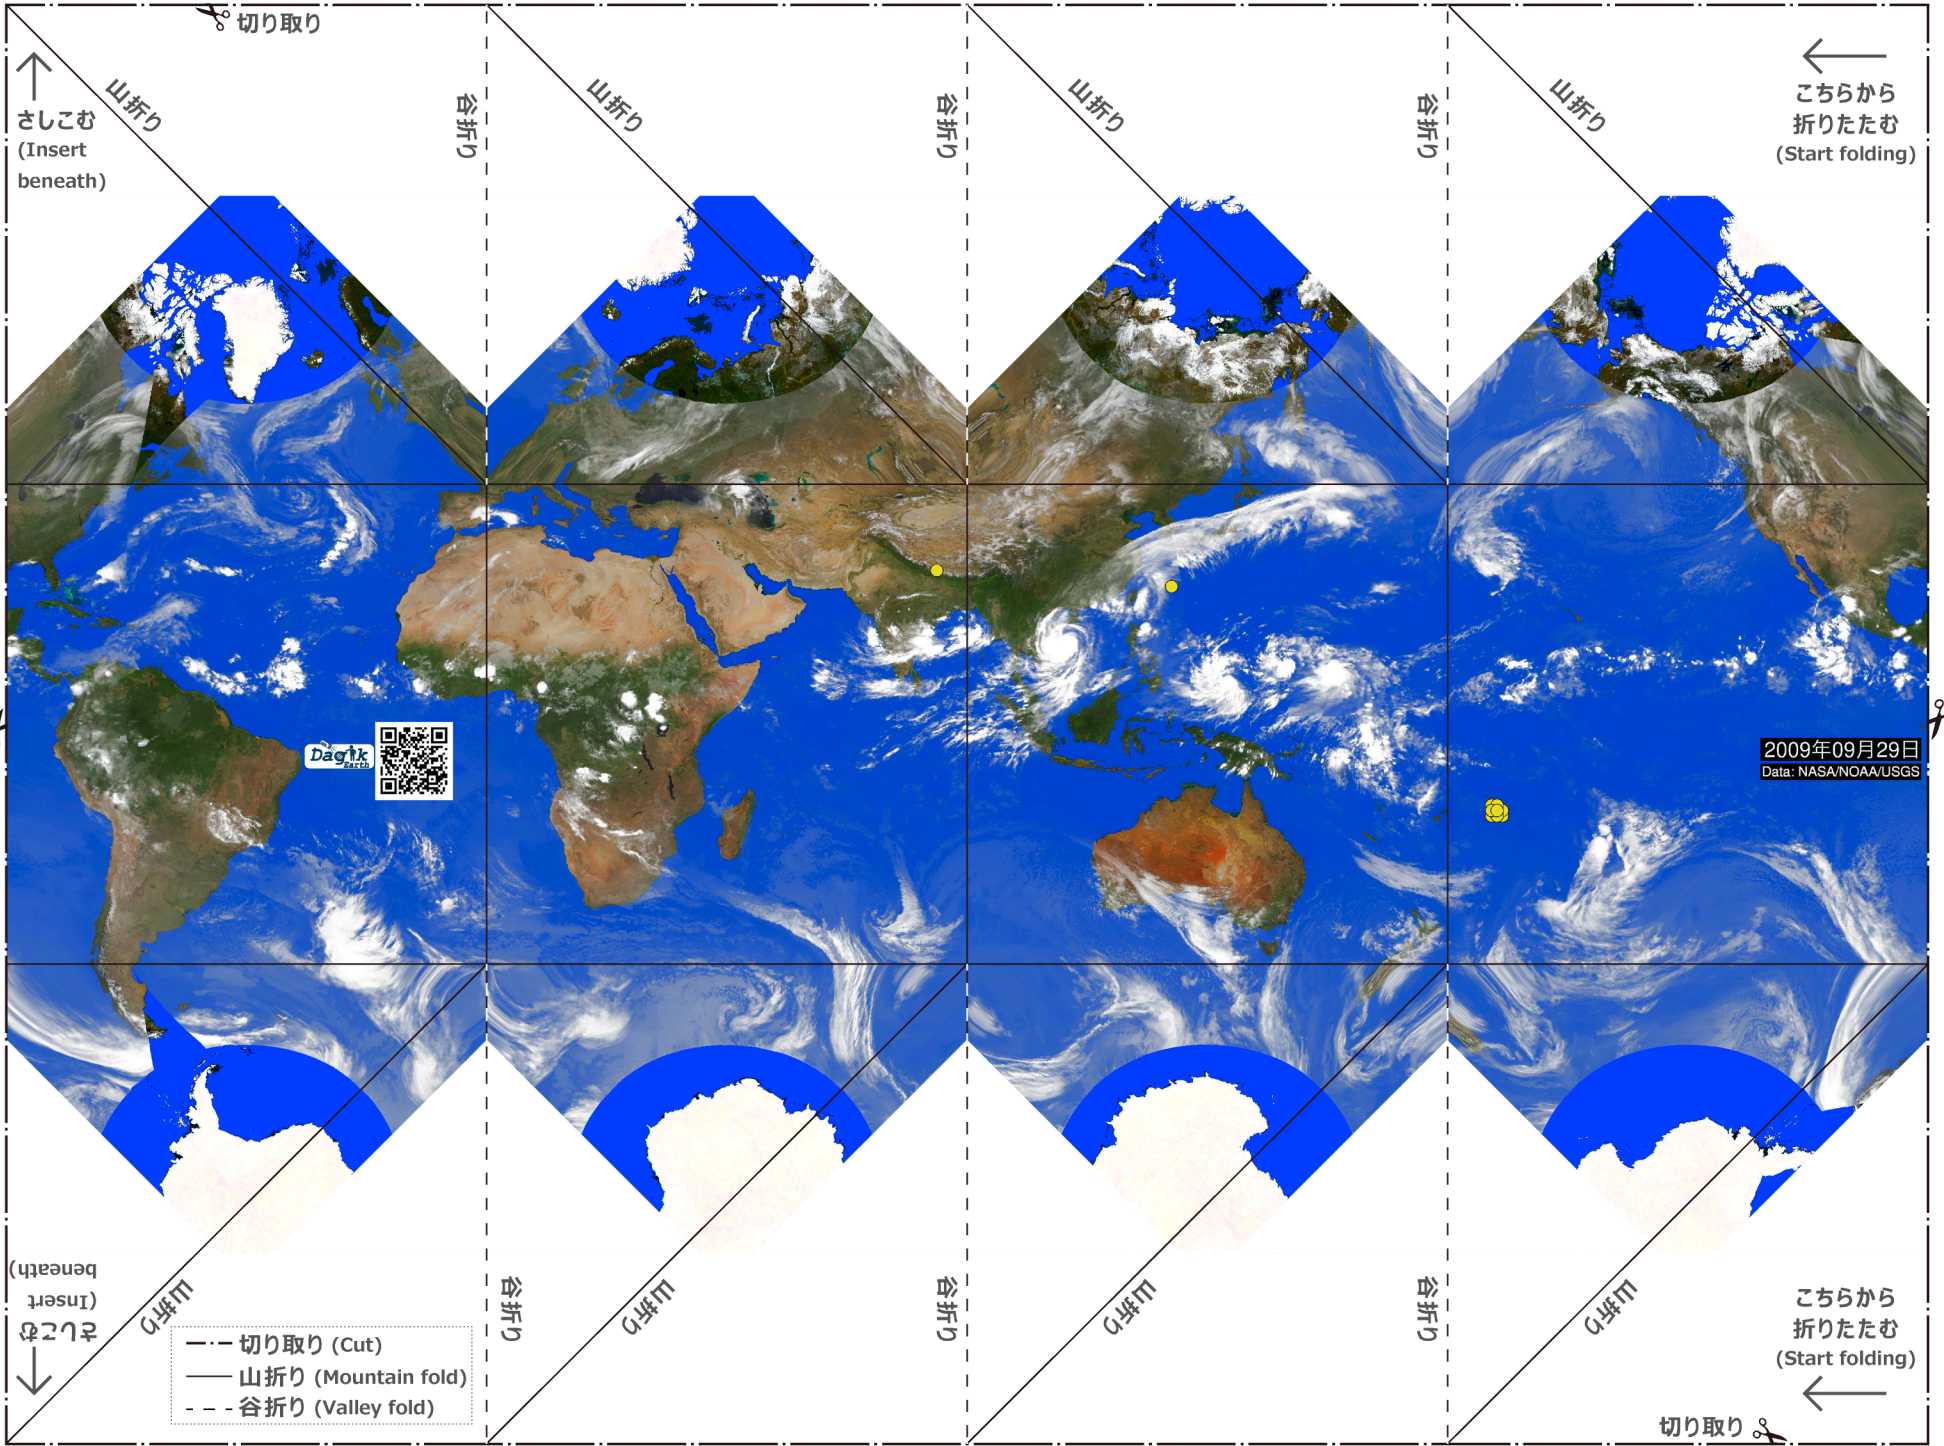 切り取り
山折り
谷折り
山折り
谷折り
山折り
谷折り
山折り
さしこむ
(Insert
beneath)
こちらから
折りたたむ
(Start folding)
Dagik
Earth
2009年09月29日
Data: NASA/NOAA/USGS
さしこむ
(Insert
beneath)
山折り
谷折り
山折り
谷折り
山折り
谷折り
山折り
こちらから
折りたたむ
(Start folding)
切り取り (Cut)
山折り (Mountain fold)
谷折り (Valley fold)
切り取り